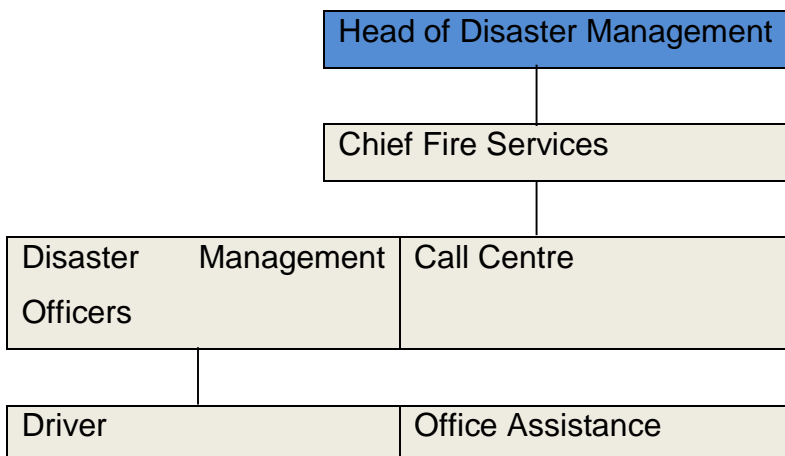 Head of Disaster Management
Chief Fire Services
Disaster Management
Officers
Call Centre
Driver
Office Assistance